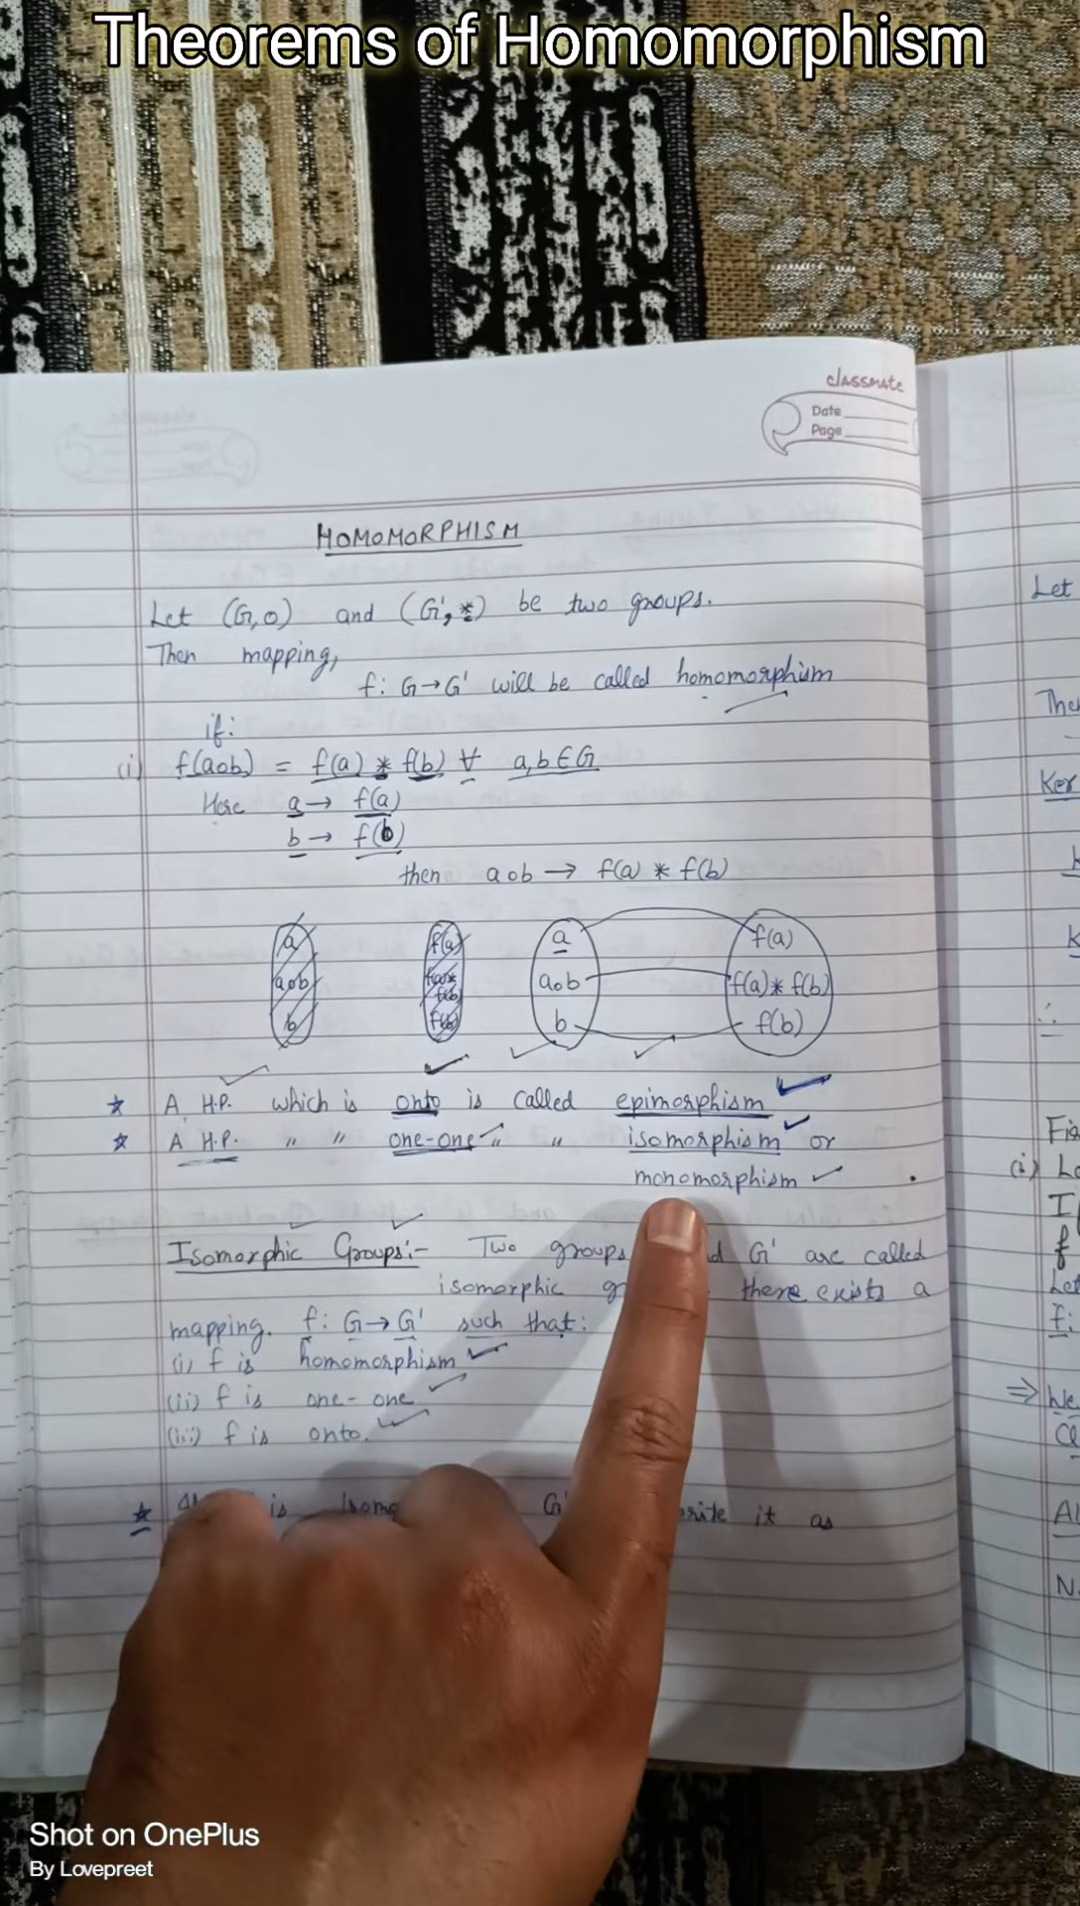 Theorems of Homomorphism
classmate
Date
Page
HOMOMORPHISM
Let (G,o) and (G',*) be two groups.
Then mapping,
f: G→G' will be called homomorphism
if:
(i) f(aob) = f(a) * f(b) ∀ a,b∈G
Here a → f(a)
b → f(b)
then aob → f(a) * f(b)
a f(a) a f(a)
aob f(a)* f(b) aob f(a)* f(b)
b f(b) b f(b)
☆ A H.P. which is onto is called epimorphism
☆ A H.P. " " one-one " " isomorphism or
monomorphism
Isomorphic Groups:- Two groups G' are called
isomorphic there exists a
mapping. f: G→G' such that:
(i) f is homomorphism
(ii) f is one-one
(iii) f is onto.
☆ is G' it as
Let
Ker
(i)
f
Let
f:
⇒ We
Shot on OnePlus
By Lovepreet